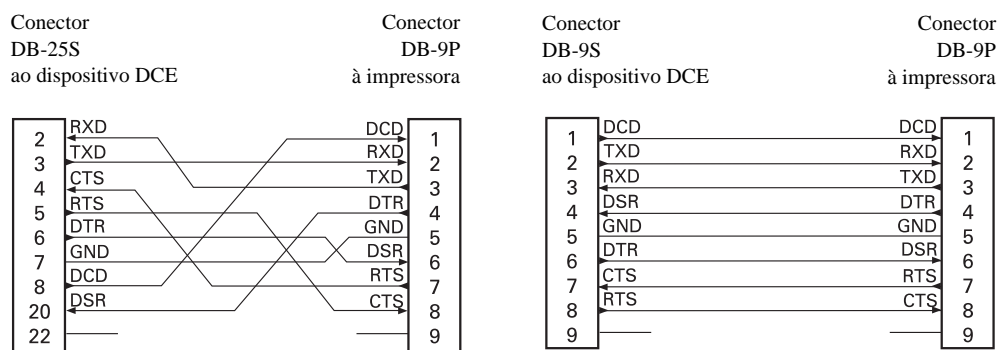 Conector
DB-25S
ao dispositivo DCE
Conector
DB-9P
à impressora
2 RXD DCD 1
3 TXD RXD 2
4 CTS TXD 3
5 RTS DTR 4
6 DTR GND 5
7 GND DSR 6
8 DCD RTS 7
20 DSR CTS 8
22 9
Conector
DB-9S
ao dispositivo DCE
Conector
DB-9P
à impressora
1 DCD DCD 1
2 TXD RXD 2
3 RXD TXD 3
4 DSR DTR 4
5 GND GND 5
6 DTR DSR 6
7 CTS RTS 7
8 RTS CTS 8
9 9